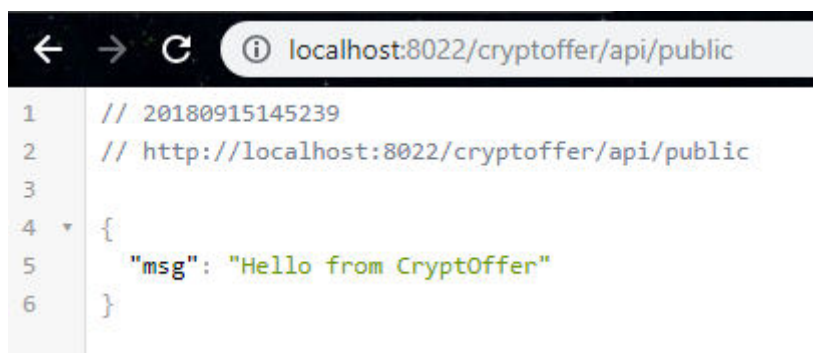 localhost:8022/cryptoffer/api/public
1 // 20180915145239
2 // http://localhost:8022/cryptoffer/api/public
3
4 {
5 "msg": "Hello from CryptOffer"
6 }